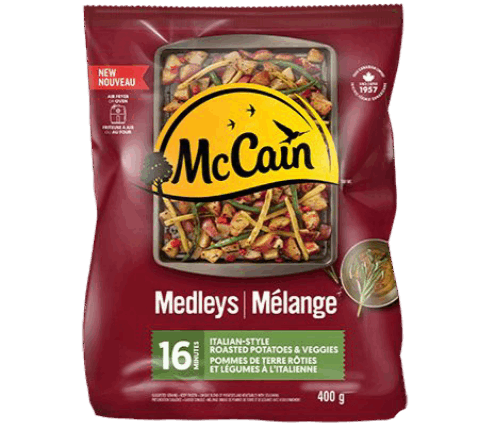 NEW
NOUVEAU
AIR FRYER
OR OVEN
FRITEUSE À AIR
OU AU FOUR
1957
McCain
Medleys | Mélange
16
MINUTES
ITALIAN-STYLE
ROASTED POTATOES & VEGGIES
POMMES DE TERRE RÔTIES
ET LÉGUMES À L'ITALIENNE
400 g